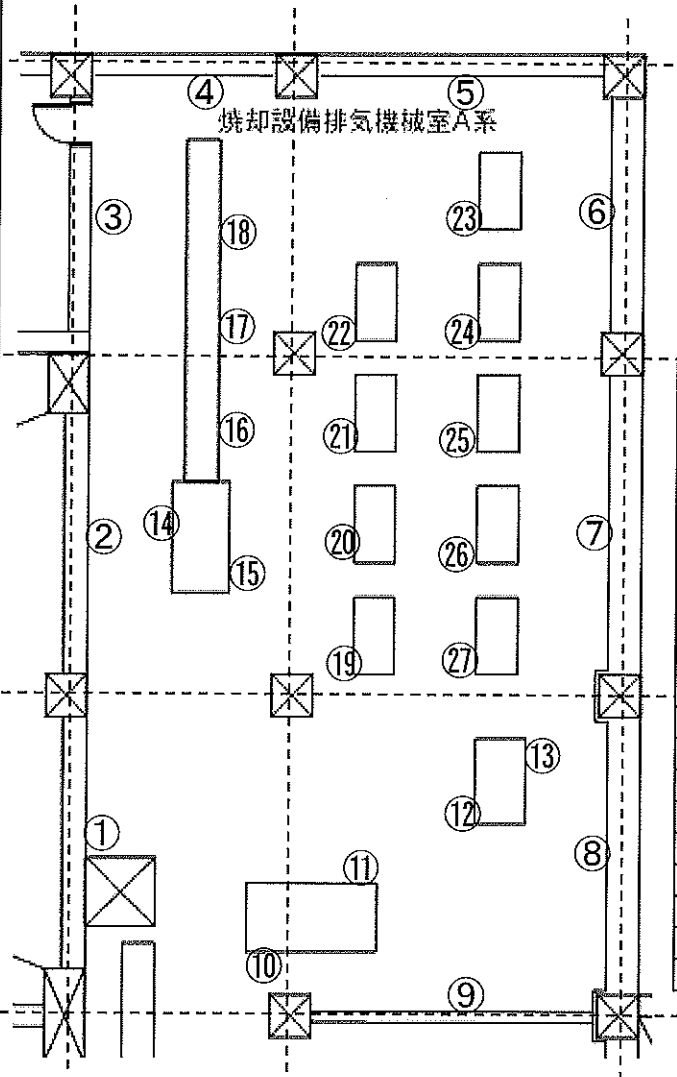 ④ ⑤
焼却設備排気機械室A系
③ ⑱ ㉓ ⑥
⑰ ㉒ ㉔
⑯ ㉑ ㉕
② ⑭ ⑮ ⑳ ㉖ ⑦
⑲ ㉗
⑬
① ⑫ ⑧
⑪
⑩
⑨